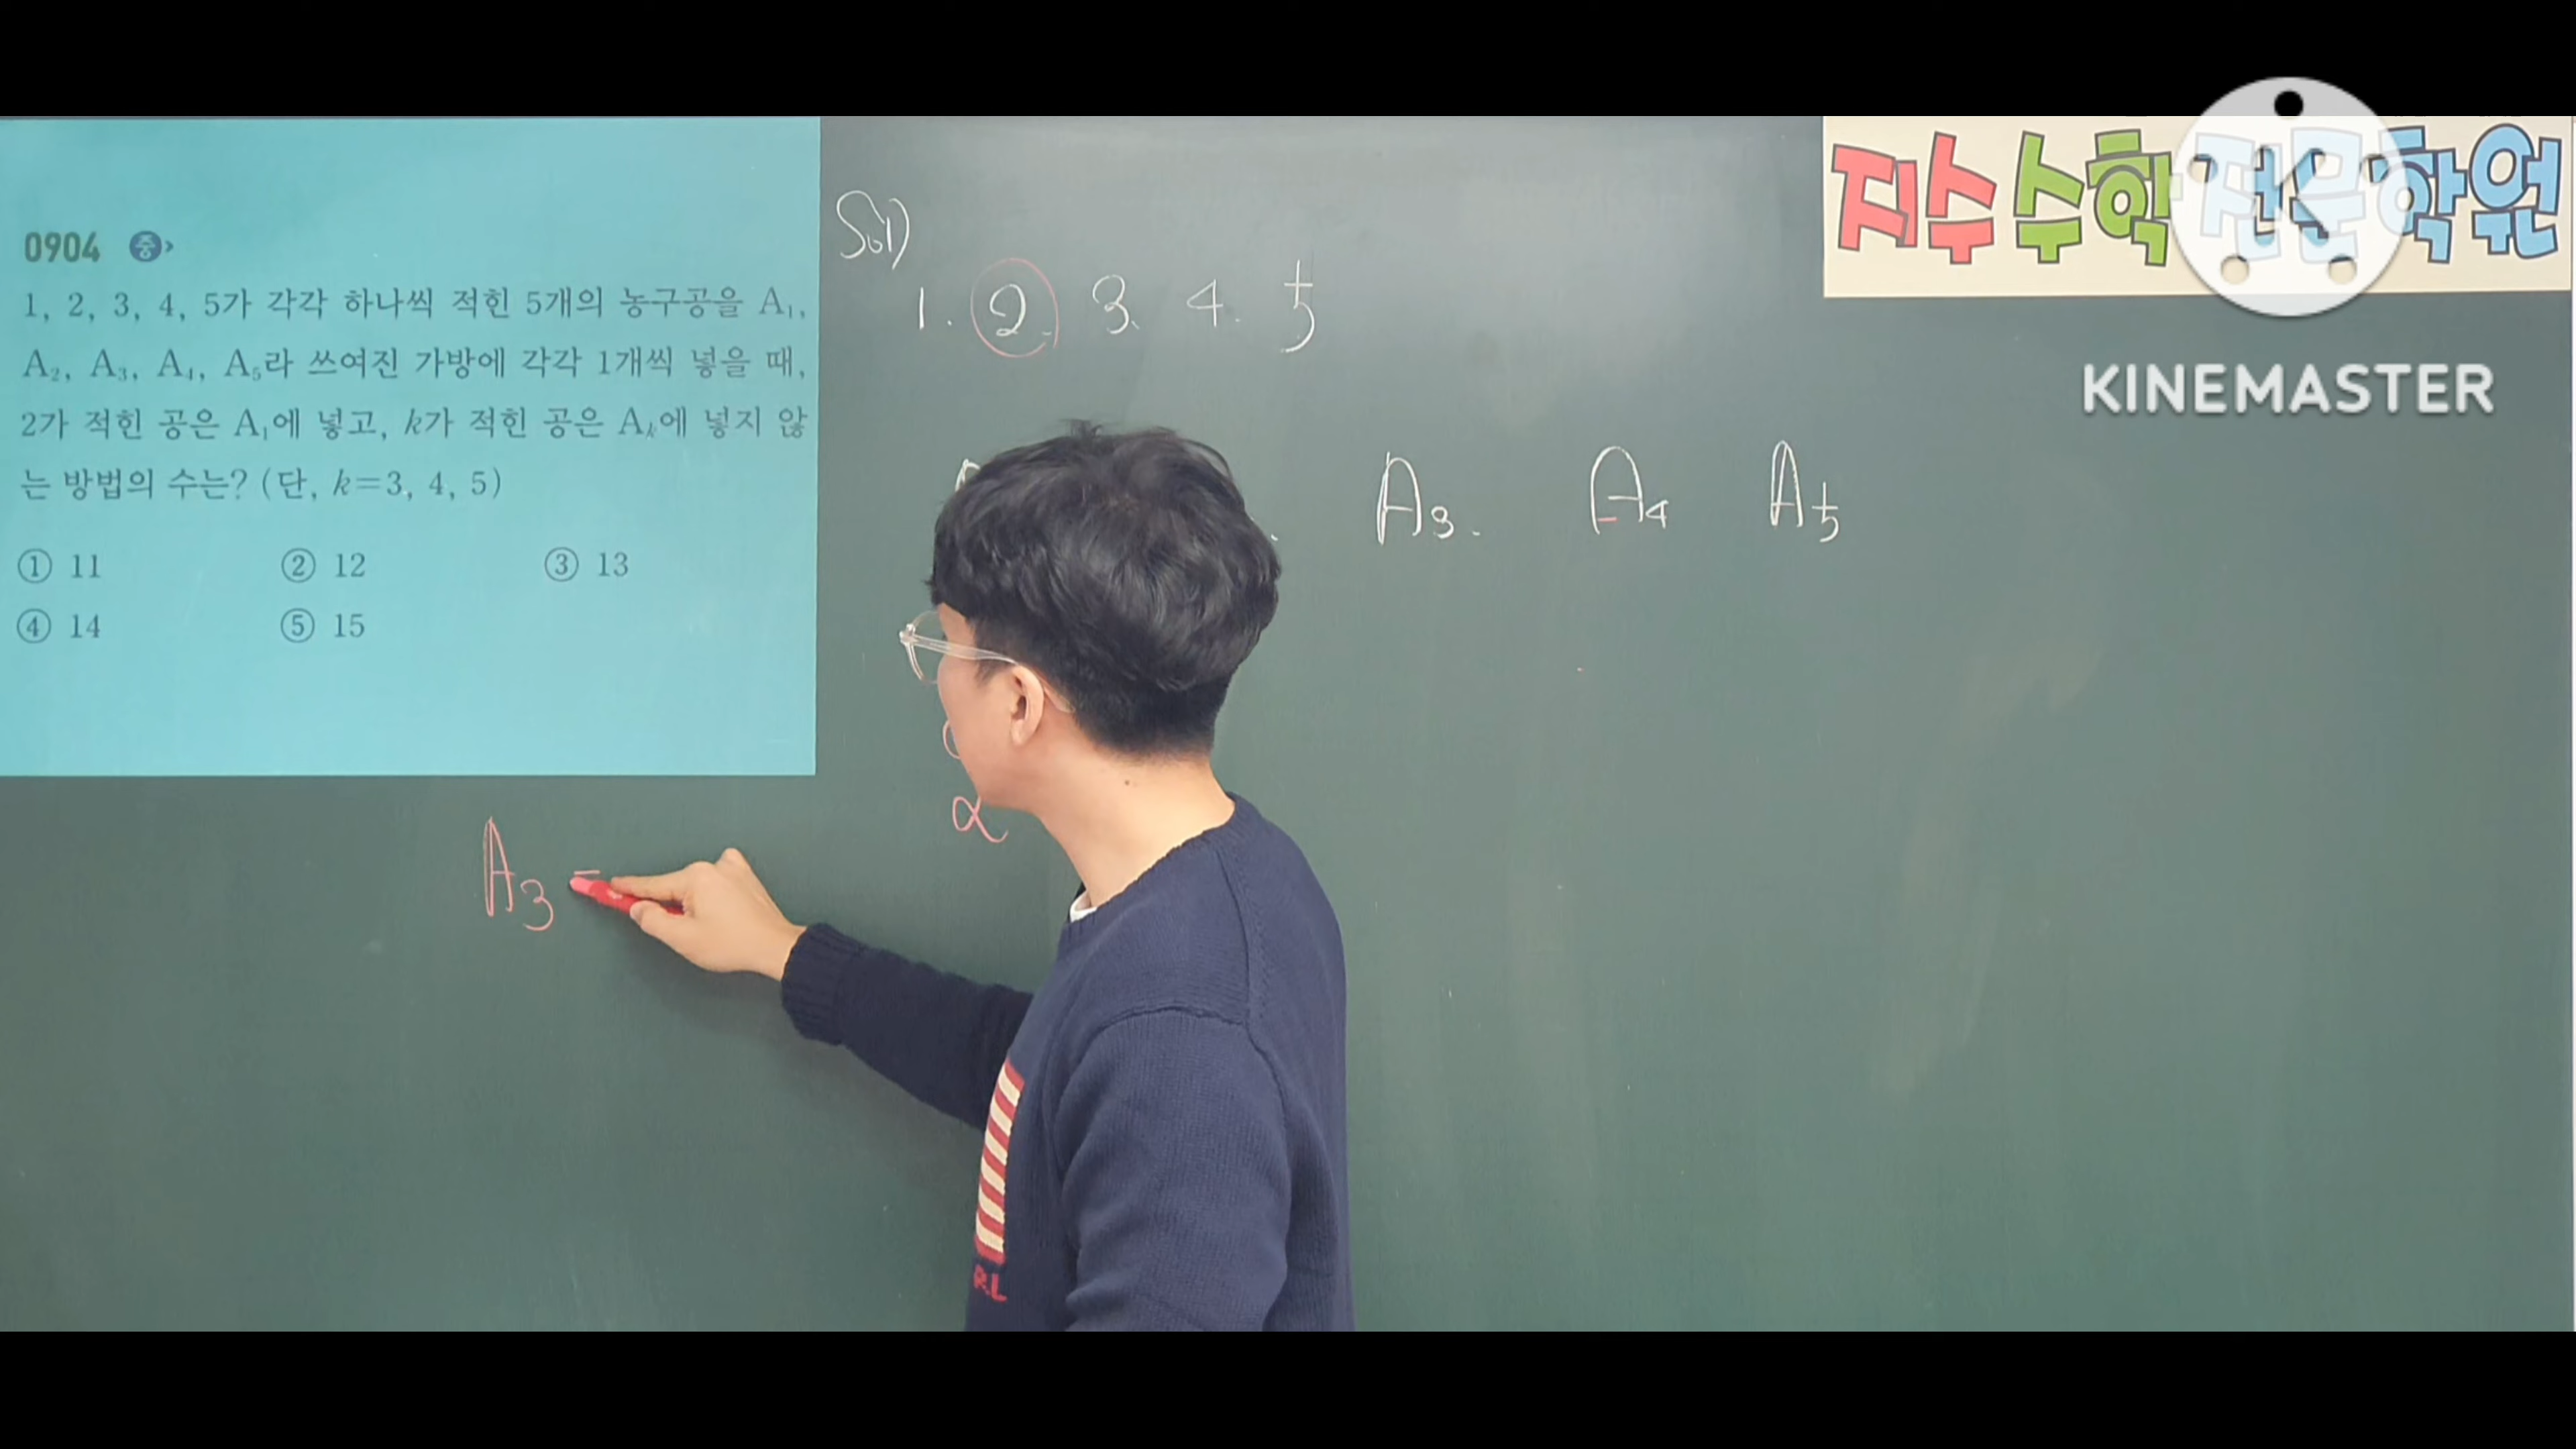 지수수학전문학원
KINEMASTER
0904 중
1, 2, 3, 4, 5가 각각 하나씩 적힌 5개의 농구공을 A₁,
A₂, A₃, A₄, A₅라 쓰여진 가방에 각각 1개씩 넣을 때,
2가 적힌 공은 A₁에 넣고, k가 적힌 공은 Aₖ에 넣지 않
는 방법의 수는? (단, k=3, 4, 5)
① 11 ② 12 ③ 13
④ 14 ⑤ 15
Sol)
1. 2. 3. 4. 5
A₃. A₄ A₅
α
A₃ -
RL